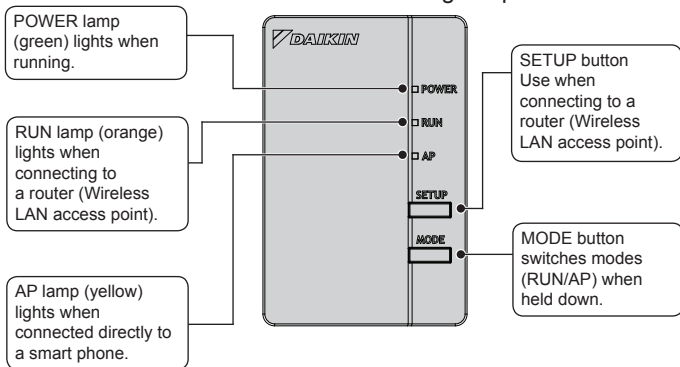 POWER lamp
(green) lights when
running.
RUN lamp (orange)
lights when
connecting to
a router (Wireless
LAN access point).
AP lamp (yellow)
lights when
connected directly to
a smart phone.
DAIKIN
POWER
RUN
AP
SETUP
MODE
SETUP button
Use when
connecting to a
router (Wireless
LAN access point).
MODE button
switches modes
(RUN/AP) when
held down.